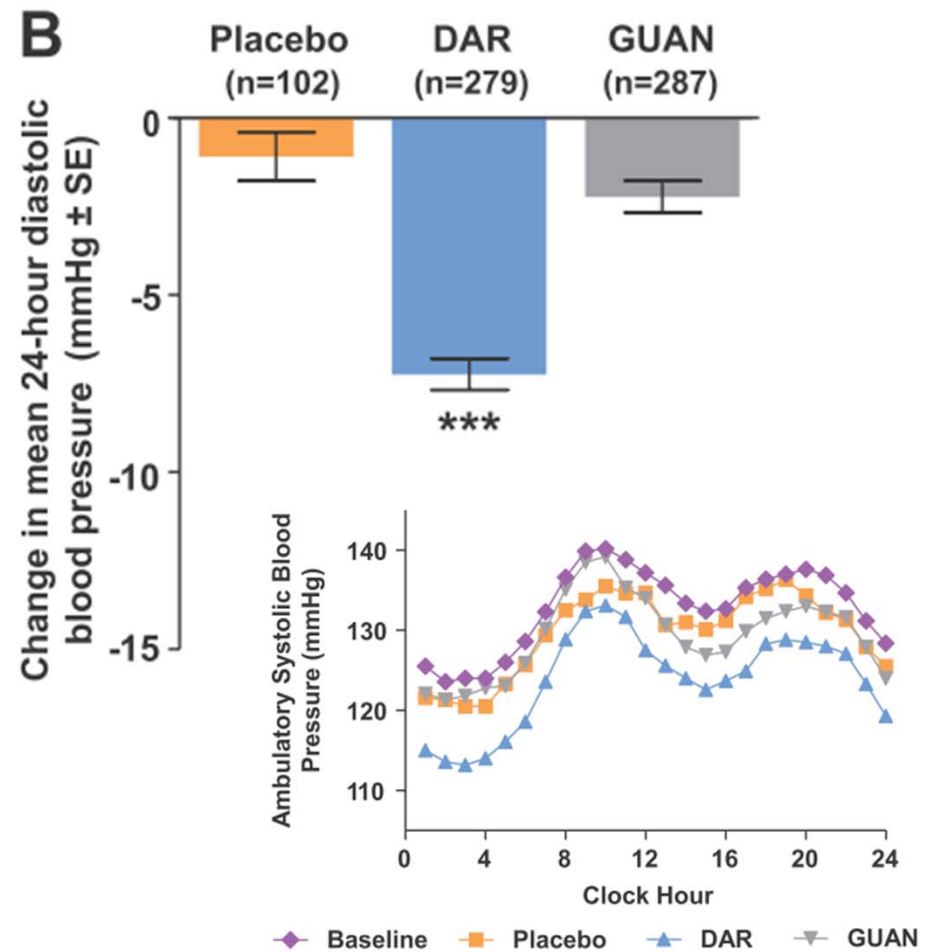 B
Placebo
(n=102)
DAR
(n=279)
GUAN
(n=287)
Change in mean 24-hour diastolic
blood pressure (mmHg ± SE)
0
-5
-10
-15
***
Ambulatory Systolic Blood
Pressure (mmHg)
140
130
120
110
0 4 8 12 16 20 24
Clock Hour
Baseline Placebo DAR GUAN